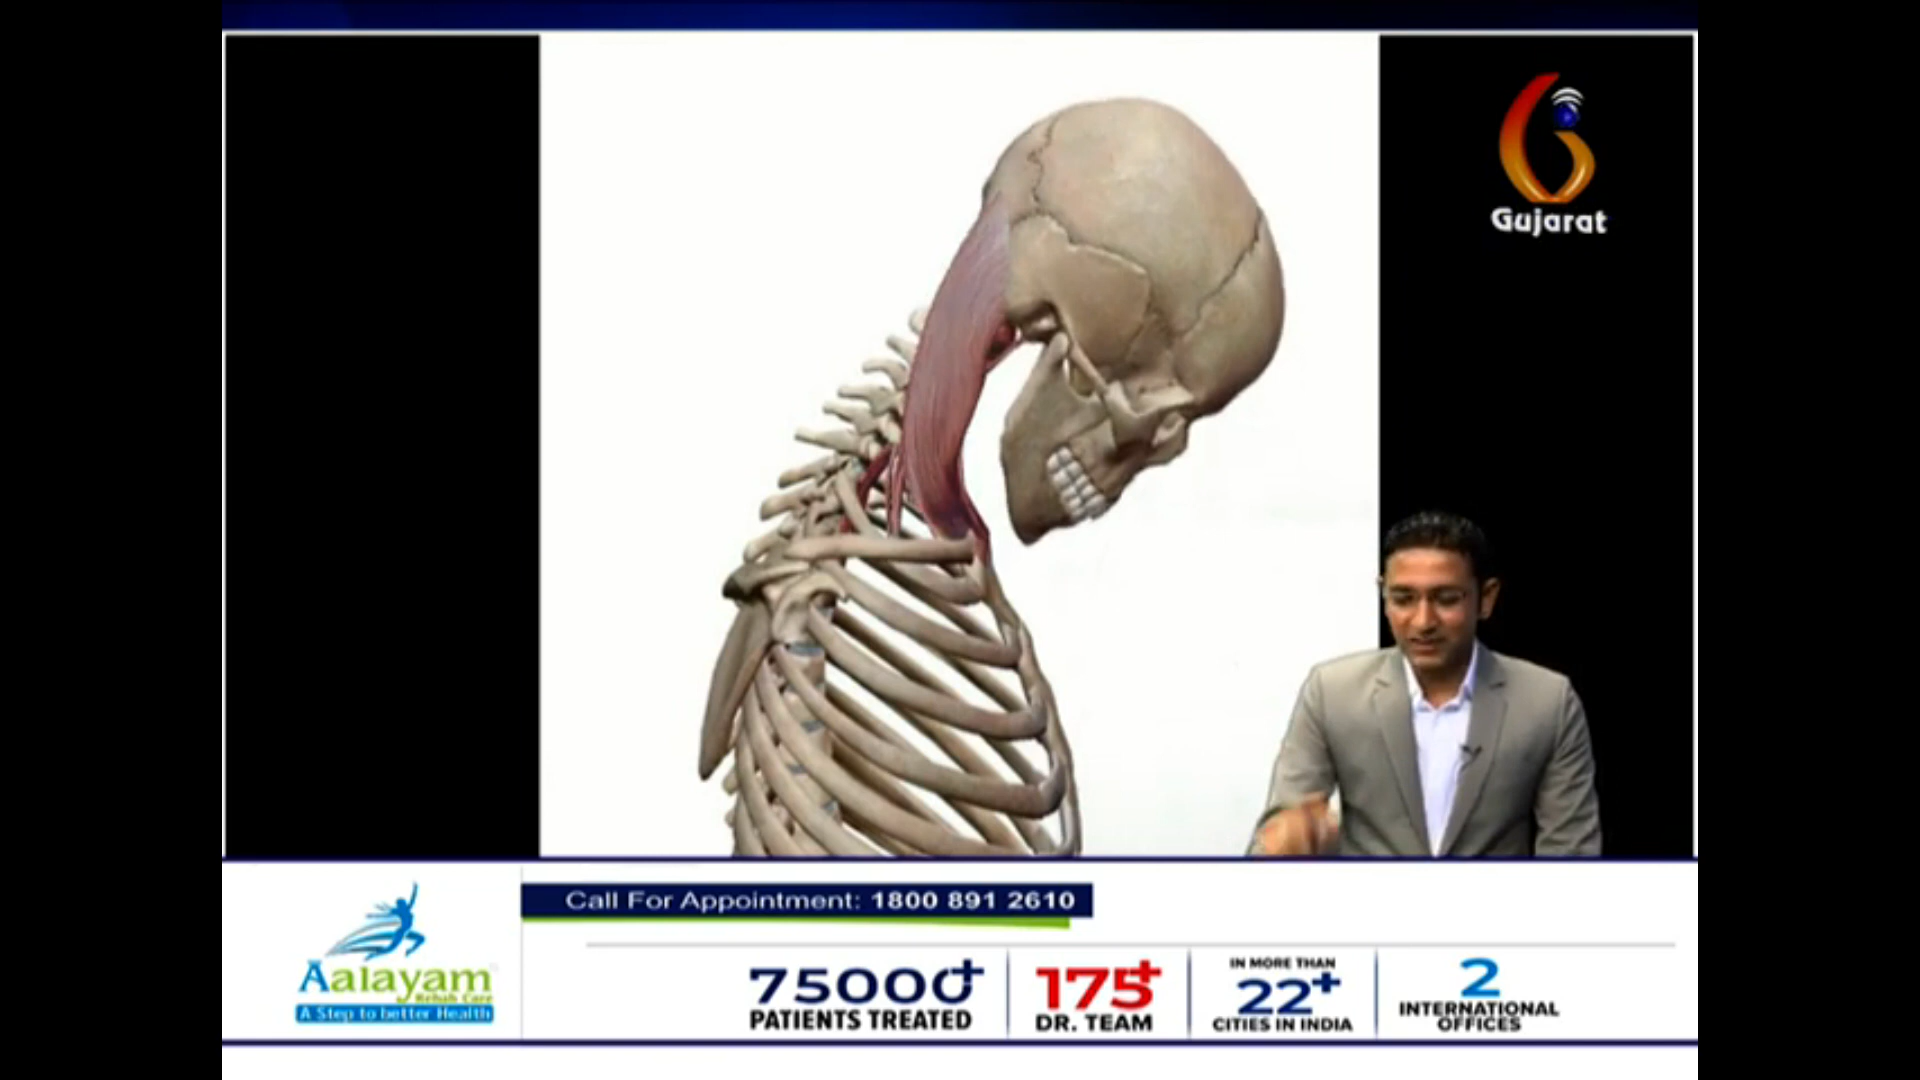 Gujarat
Call For Appointment: 1800 891 2610
Aalayam
Rehab Care
A Step to better Health
75000+
PATIENTS TREATED
175+
DR. TEAM
IN MORE THAN
22+
CITIES IN INDIA
2
INTERNATIONAL
OFFICES